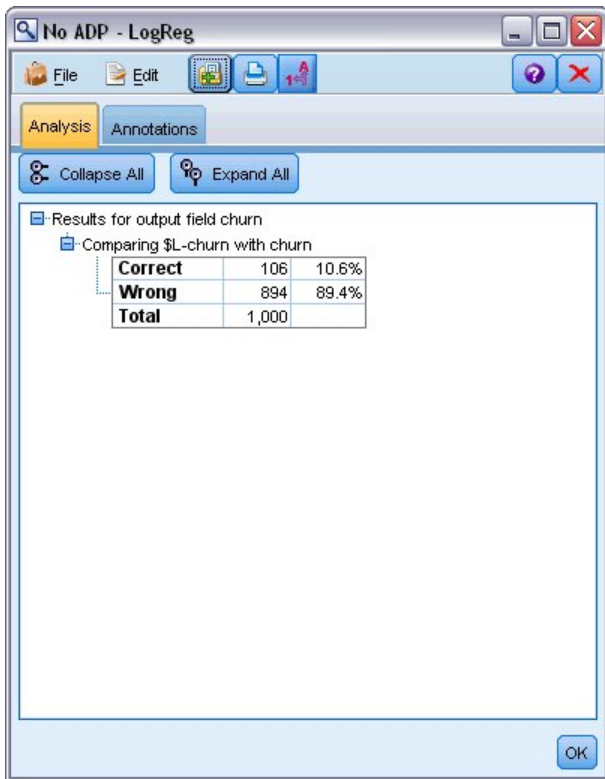 No ADP - LogReg
File Edit
Analysis Annotations
Collapse All Expand All
Results for output field churn
Comparing $L-churn with churn
Correct 106 10.6%
Wrong 894 89.4%
Total 1,000
OK